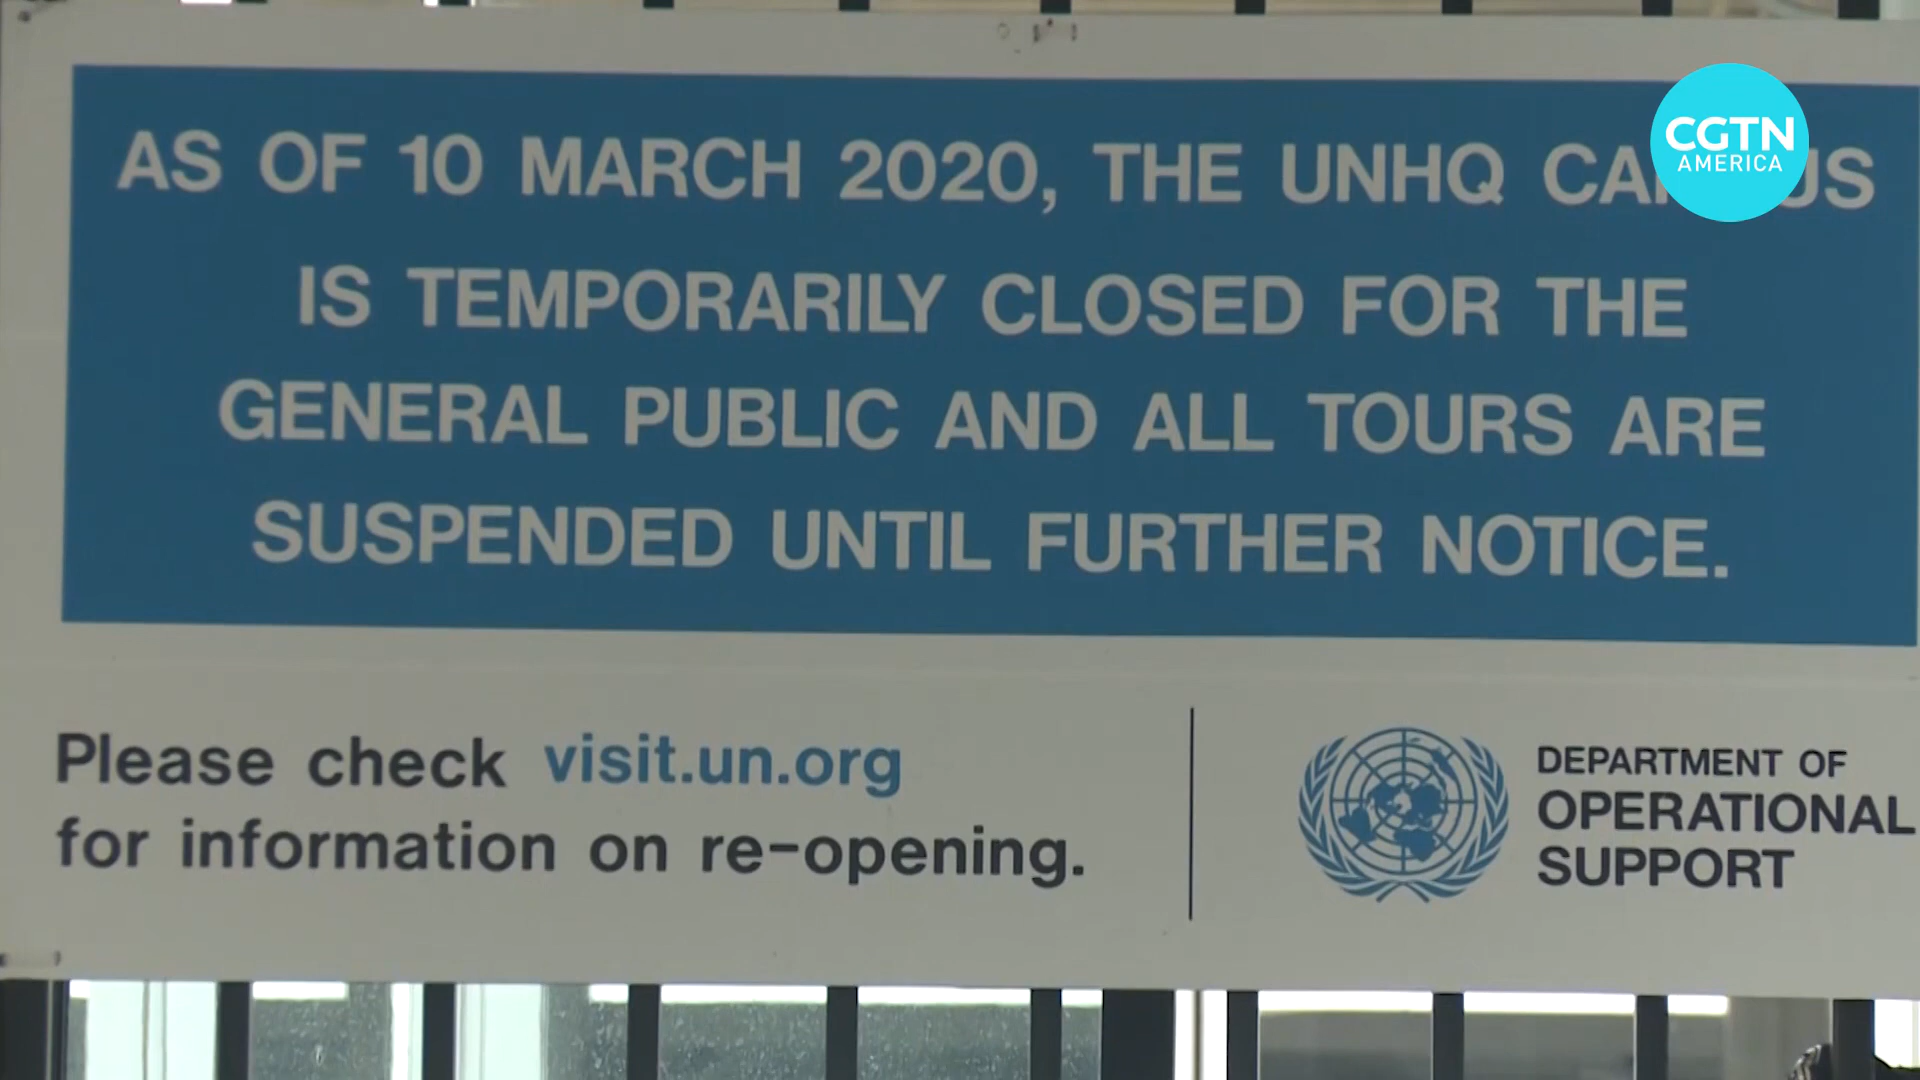 AS OF 10 MARCH 2020, THE UNHQ CAMPUS
IS TEMPORARILY CLOSED FOR THE
GENERAL PUBLIC AND ALL TOURS ARE
SUSPENDED UNTIL FURTHER NOTICE.
CGTN
AMERICA
Please check visit.un.org
for information on re-opening.
DEPARTMENT OF
OPERATIONAL
SUPPORT